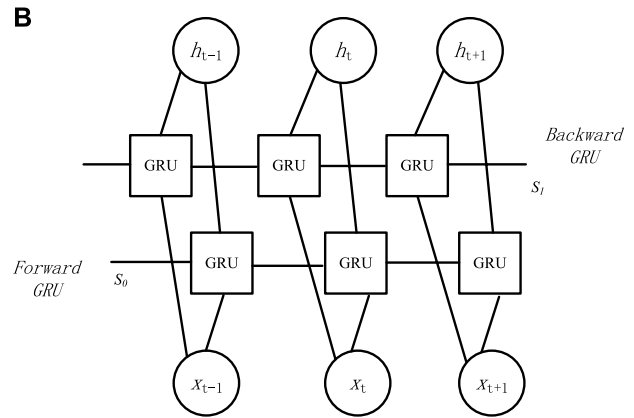 B
h_{t-1} h_t h_{t+1}
Backward
GRU
GRU GRU GRU
S_1
Forward
GRU
GRU GRU GRU
S_0
x_{t-1} x_t x_{t+1}